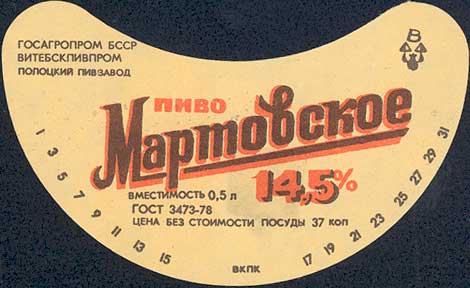 ГОСАГРОПРОМ БССР
ВИТЕБСКПИВПРОМ
ПОЛОЦКИЙ ПИВЗАВОД
В
ПИВО
Мартовское
14,5%
ВМЕСТИМОСТЬ 0,5 л
ГОСТ 3473-78
ЦЕНА БЕЗ СТОИМОСТИ ПОСУДЫ 37 коп
1 3 5 7 9 11 13 15
ВКПК
17 19 21 23 25 27 29 31